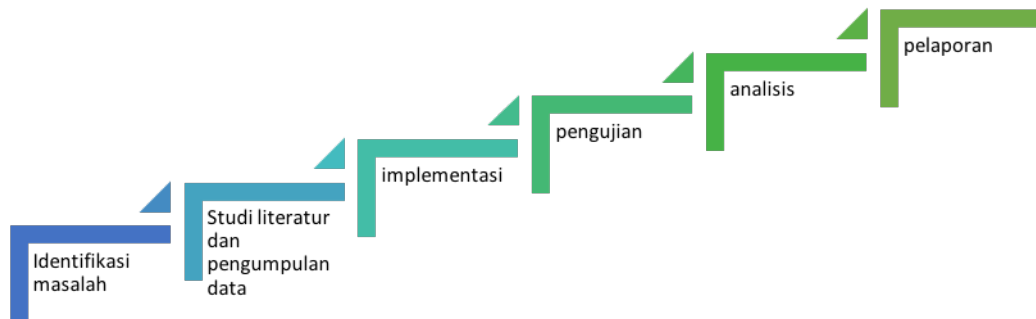 Identifikasi
masalah
Studi literatur
dan
pengumpulan
data
implementasi
pengujian
analisis
pelaporan